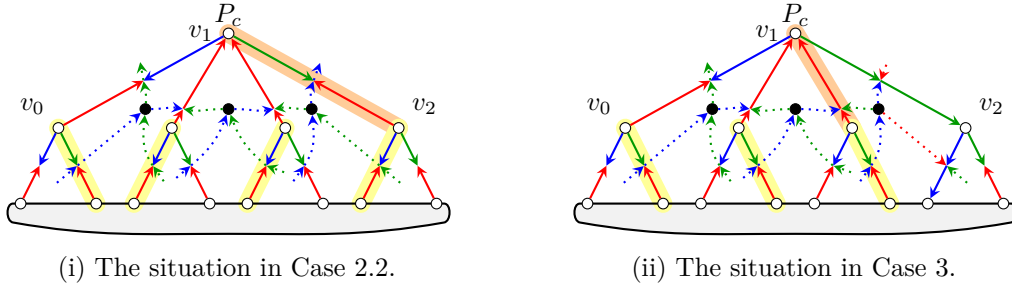 P_c P_c
v_1 v_1
v_0 v_2 v_0 v_2
(i) The situation in Case 2.2. (ii) The situation in Case 3.